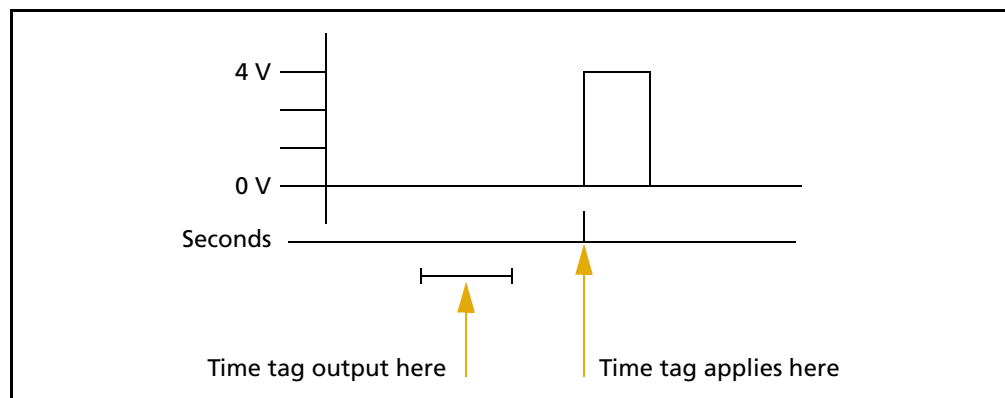 4 V
0 V
Seconds
Time tag output here
Time tag applies here